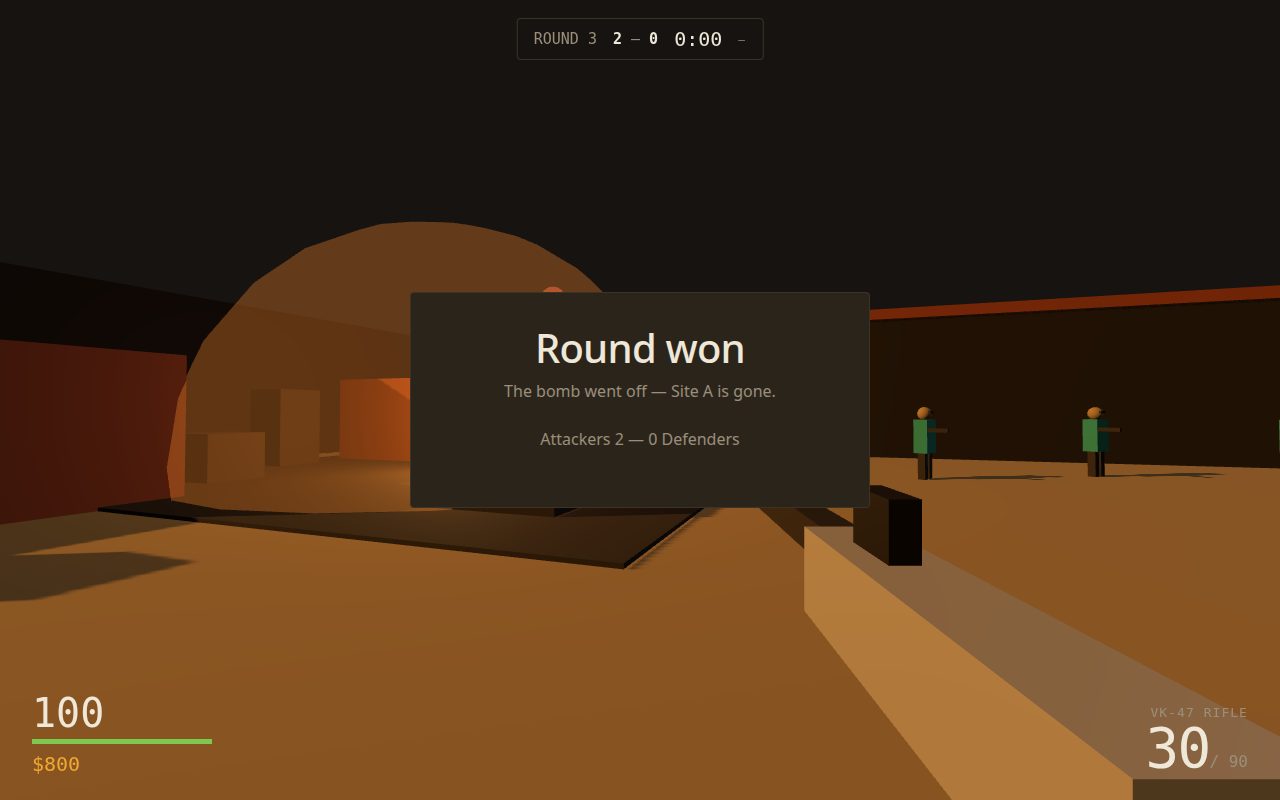 ROUND 3 2 — 0 0:00 —
Round won
The bomb went off — Site A is gone.
Attackers 2 — 0 Defenders
100
$800
VK-47 RIFLE
30 / 90